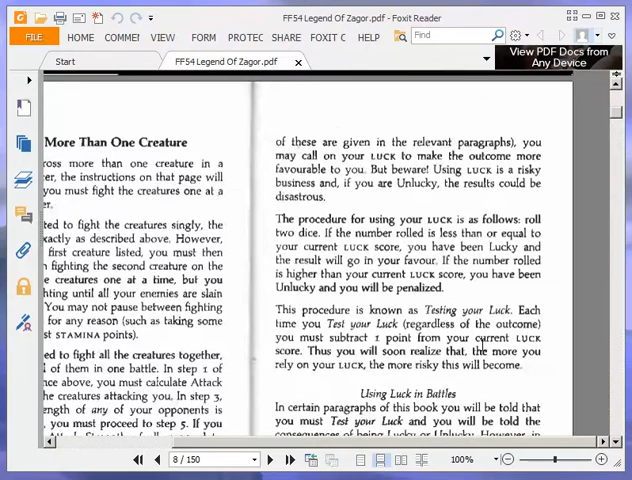 FF54 Legend Of Zagor.pdf - Foxit Reader
FILE HOME COMMEI VIEW FORM PROTEC SHARE FOXIT C HELP Find
View PDF Docs from
Any Device
Start FF54 Legend Of Zagor.pdf
More Than One Creature
ross more than one creature in a
er, the instructions on that page will
you must fight the creatures one at a
er.
ted to fight the creatures singly, the
exactly as described above. However,
first creature listed, you must then
n fighting the second creature on the
e creatures one at a time, but you
hting until all your enemies are slain
You may not pause between fighting
for any reason (such as taking some
st STAMINA points).
ed to fight all the creatures together,
l of them in one battle. In step 1 of
nce above, you must calculate Attack
the creatures attacking you. In step 3,
ength of any of your opponents is
, you must proceed to step 5. If you
of these are given in the relevant paragraphs), you
may call on your LUCK to make the outcome more
favourable to you. But beware! Using LUCK is a risky
business and, if you are Unlucky, the results could be
disastrous.
The procedure for using your LUCK is as follows: roll
two dice. If the number rolled is less than or equal to
your current LUCK score, you have been Lucky and
the result will go in your favour. If the number rolled
is higher than your current LUCK score, you have been
Unlucky and you will be penalized.
This procedure is known as Testing your Luck. Each
time you Test your Luck (regardless of the outcome)
you must subtract 1 point from your current LUCK
score. Thus you will soon realize that, the more you
rely on your LUCK, the more risky this will become.
Using Luck in Battles
In certain paragraphs of this book you will be told that
you must Test your Luck and you will be told the
consequences of being Lucky or Unlucky. However, in
8 / 150 100%